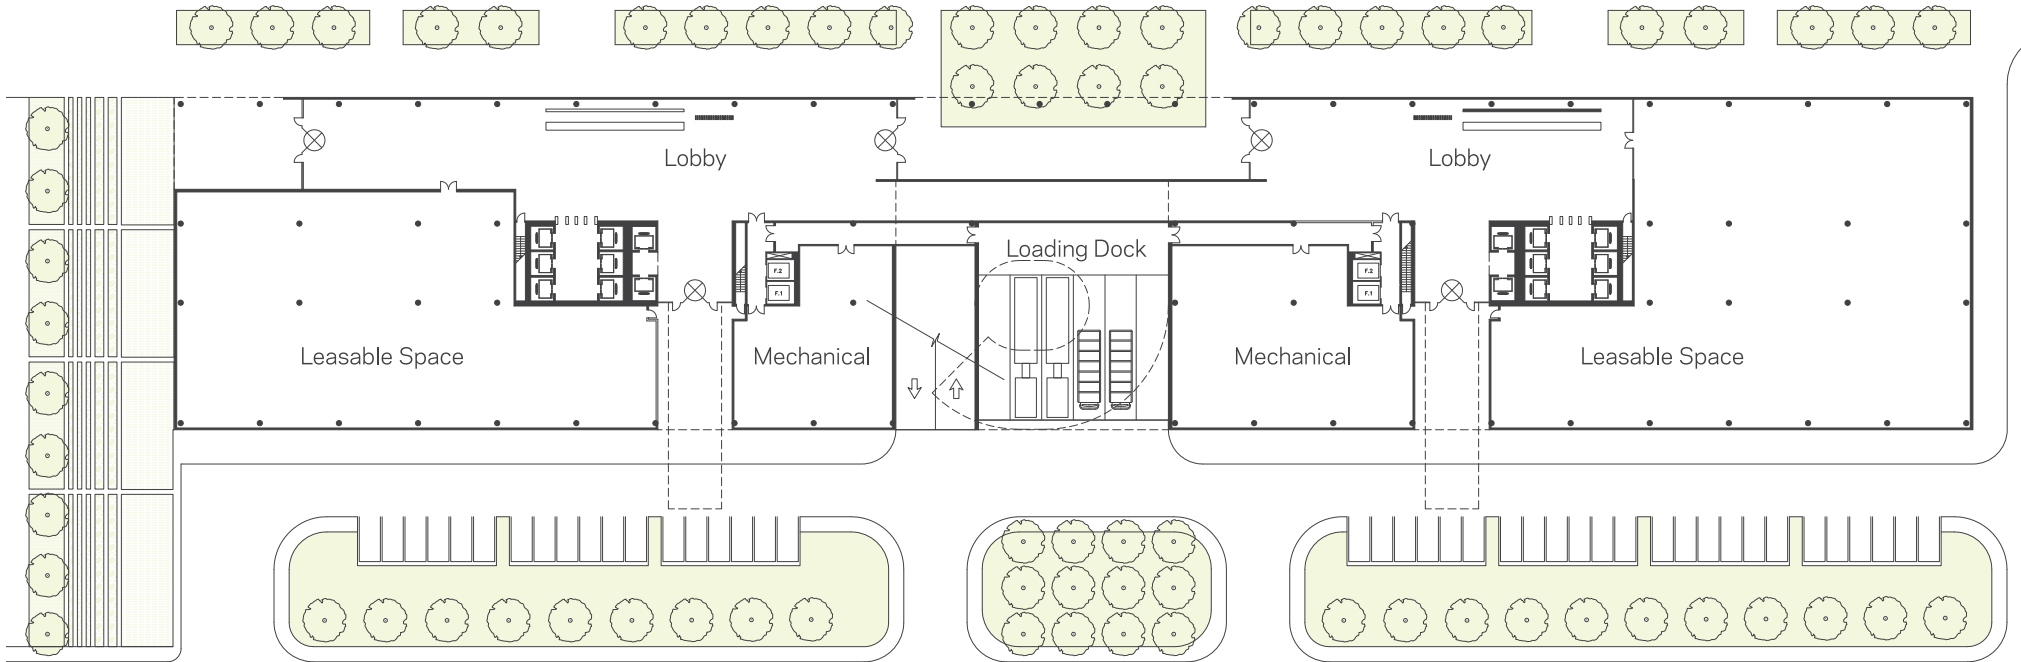 Lobby
Lobby
Loading Dock
F.2
F.1
F.2
F.1
Leasable Space
Mechanical
Mechanical
Leasable Space